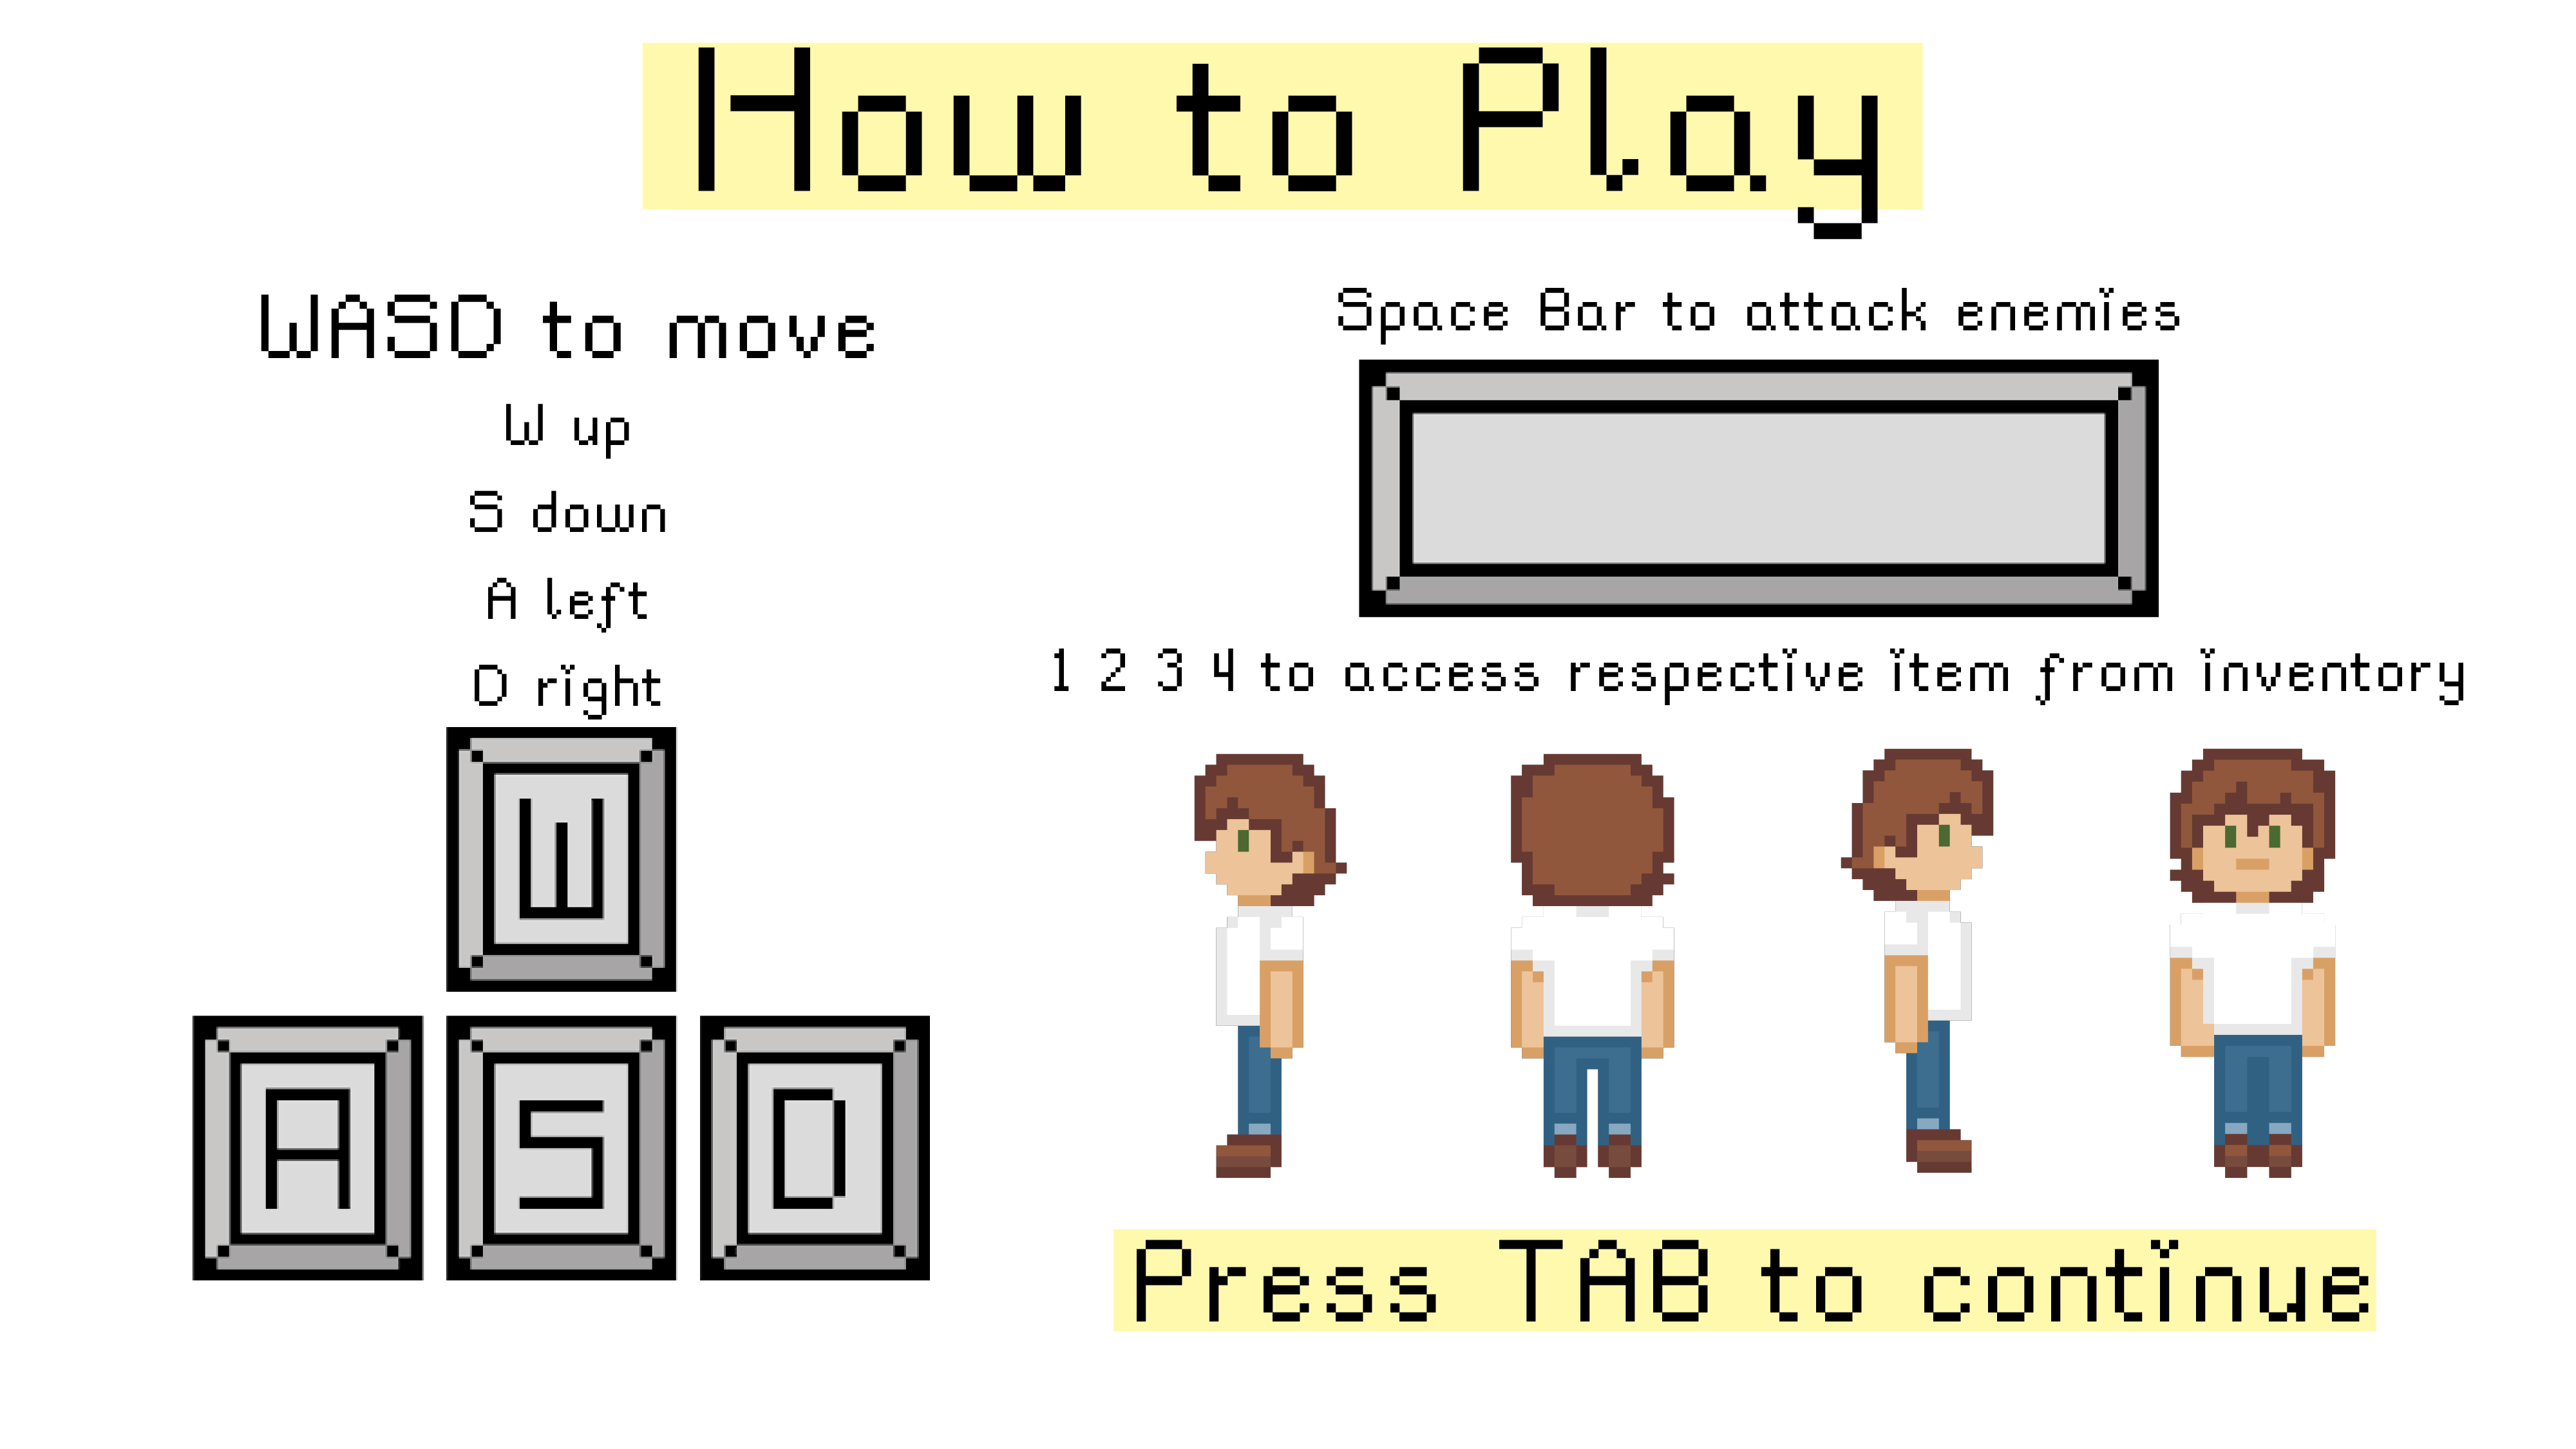 How to Play
WASD to move
W up
S down
A left
D right
W
A S D
Space Bar to attack enemies
1 2 3 4 to access respective item from inventory
Press TAB to continue